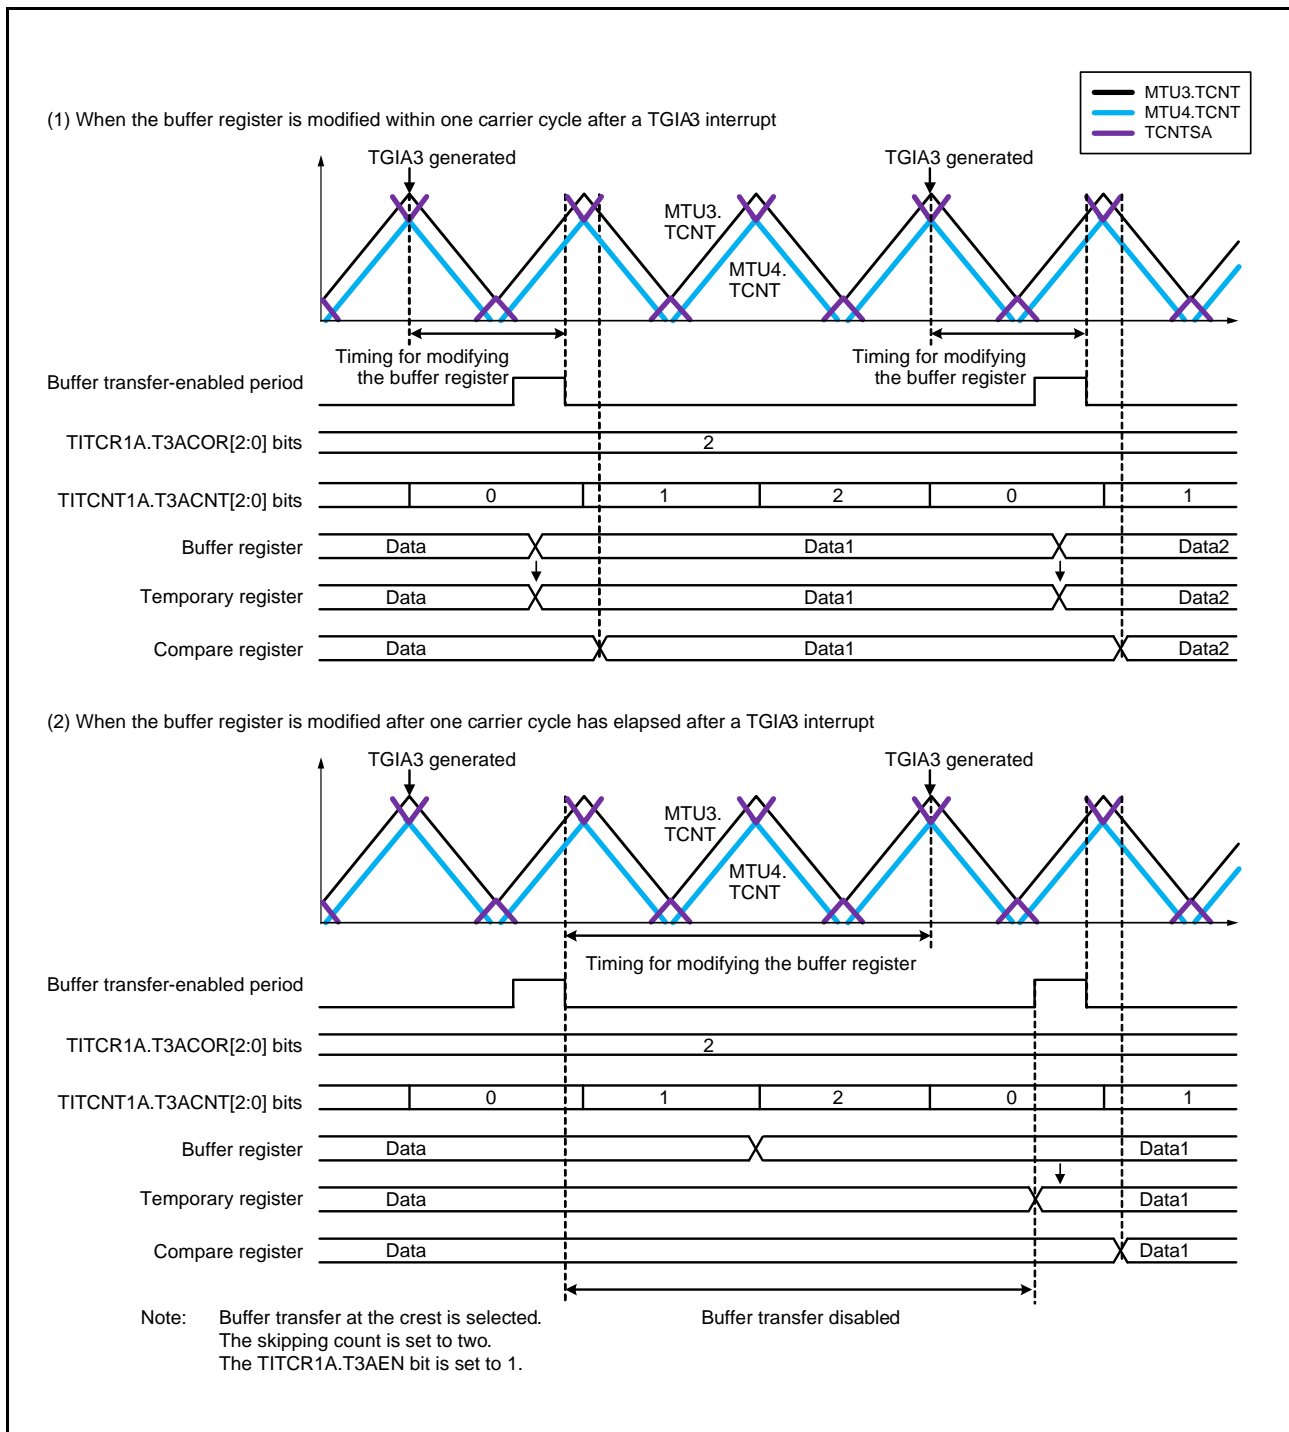 MTU3.TCNT
MTU4.TCNT
TCNTSA
(1) When the buffer register is modified within one carrier cycle after a TGIA3 interrupt
TGIA3 generated
TGIA3 generated
MTU3.
TCNT
MTU4.
TCNT
Timing for modifying
the buffer register
Timing for modifying
the buffer register
Buffer transfer-enabled period
TITCR1A.T3ACOR[2:0] bits
2
TITCNT1A.T3ACNT[2:0] bits
0
1
2
0
1
Buffer register
Data
Data1
Data2
Temporary register
Data
Data1
Data2
Compare register
Data
Data1
Data2
(2) When the buffer register is modified after one carrier cycle has elapsed after a TGIA3 interrupt
TGIA3 generated
TGIA3 generated
MTU3.
TCNT
MTU4.
TCNT
Timing for modifying the buffer register
Buffer transfer-enabled period
TITCR1A.T3ACOR[2:0] bits
2
TITCNT1A.T3ACNT[2:0] bits
0
1
2
0
1
Buffer register
Data
Data1
Temporary register
Data
Data1
Compare register
Data
Data1
Buffer transfer disabled
Note: Buffer transfer at the crest is selected.
The skipping count is set to two.
The TITCR1A.T3AEN bit is set to 1.